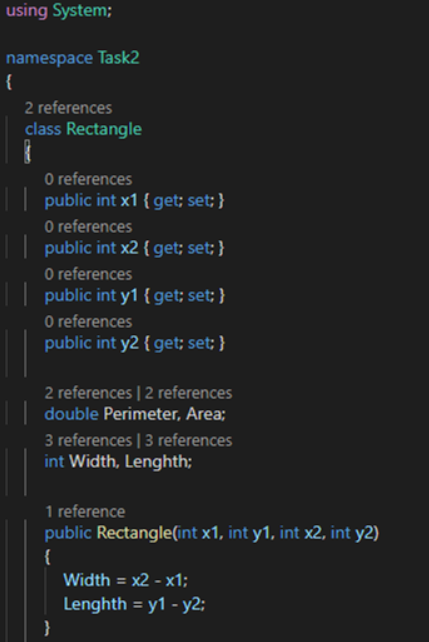 using System;
namespace Task2
{
2 references
class Rectangle
{
0 references
public int x1 { get; set; }
0 references
public int x2 { get; set; }
0 references
public int y1 { get; set; }
0 references
public int y2 { get; set; }
2 references | 2 references
double Perimeter, Area;
3 references | 3 references
int Width, Lenghth;
1 reference
public Rectangle(int x1, int y1, int x2, int y2)
{
Width = x2 - x1;
Lenghth = y1 - y2;
}